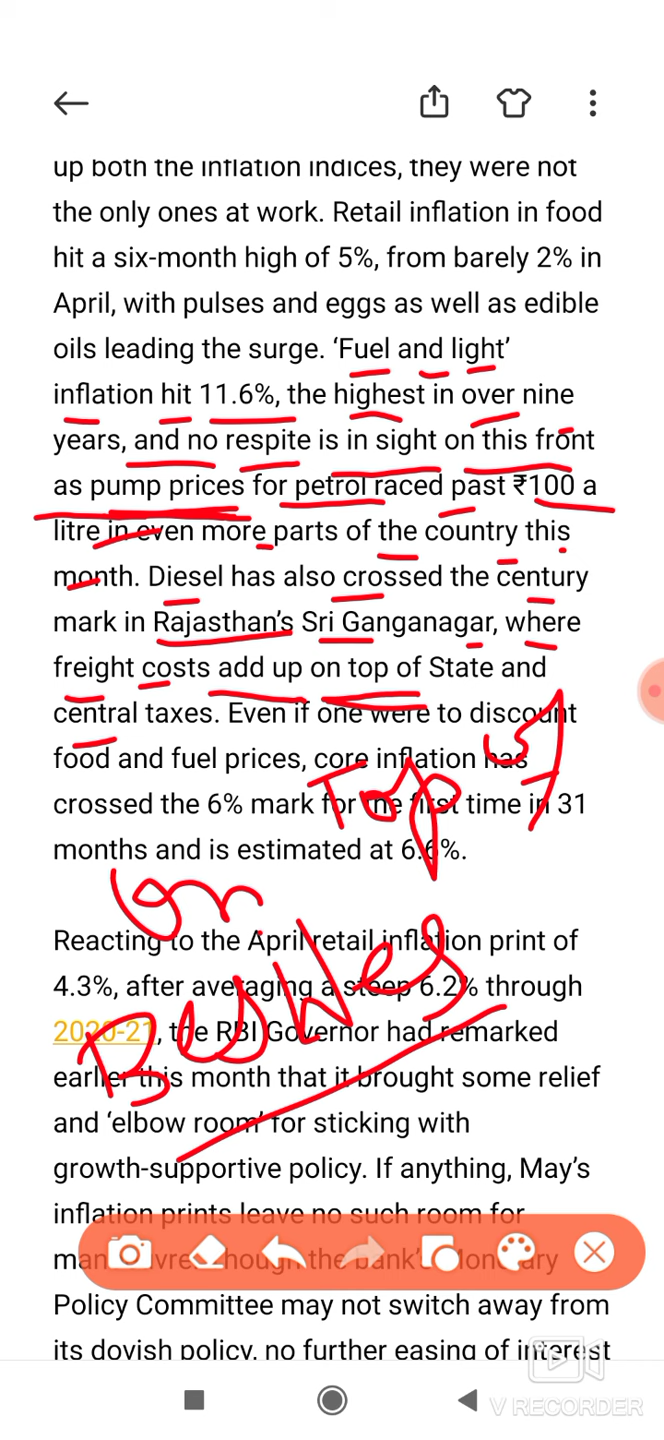 up both the inflation indices, they were not
the only ones at work. Retail inflation in food
hit a six-month high of 5%, from barely 2% in
April, with pulses and eggs as well as edible
oils leading the surge. ‘Fuel and light’
inflation hit 11.6%, the highest in over nine
years, and no respite is in sight on this front
as pump prices for petrol raced past ₹100 a
litre in even more parts of the country this
month. Diesel has also crossed the century
mark in Rajasthan’s Sri Ganganagar, where
freight costs add up on top of State and
central taxes. Even if one were to discount
food and fuel prices, core inflation has
crossed the 6% mark for the first time in 31
months and is estimated at 6.6%.
on Top of
Besides
Reacting to the April retail inflation print of
4.3%, after averaging a steep 6.2% through
2020-21, the RBI Governor had remarked
earlier this month that it brought some relief
and ‘elbow room’ for sticking with
growth-supportive policy. If anything, May’s
inflation prints leave no such room for
manoeuvre. Though the bank’s Monetary
Policy Committee may not switch away from
its dovish policy, no further easing of interest
V RECORDER